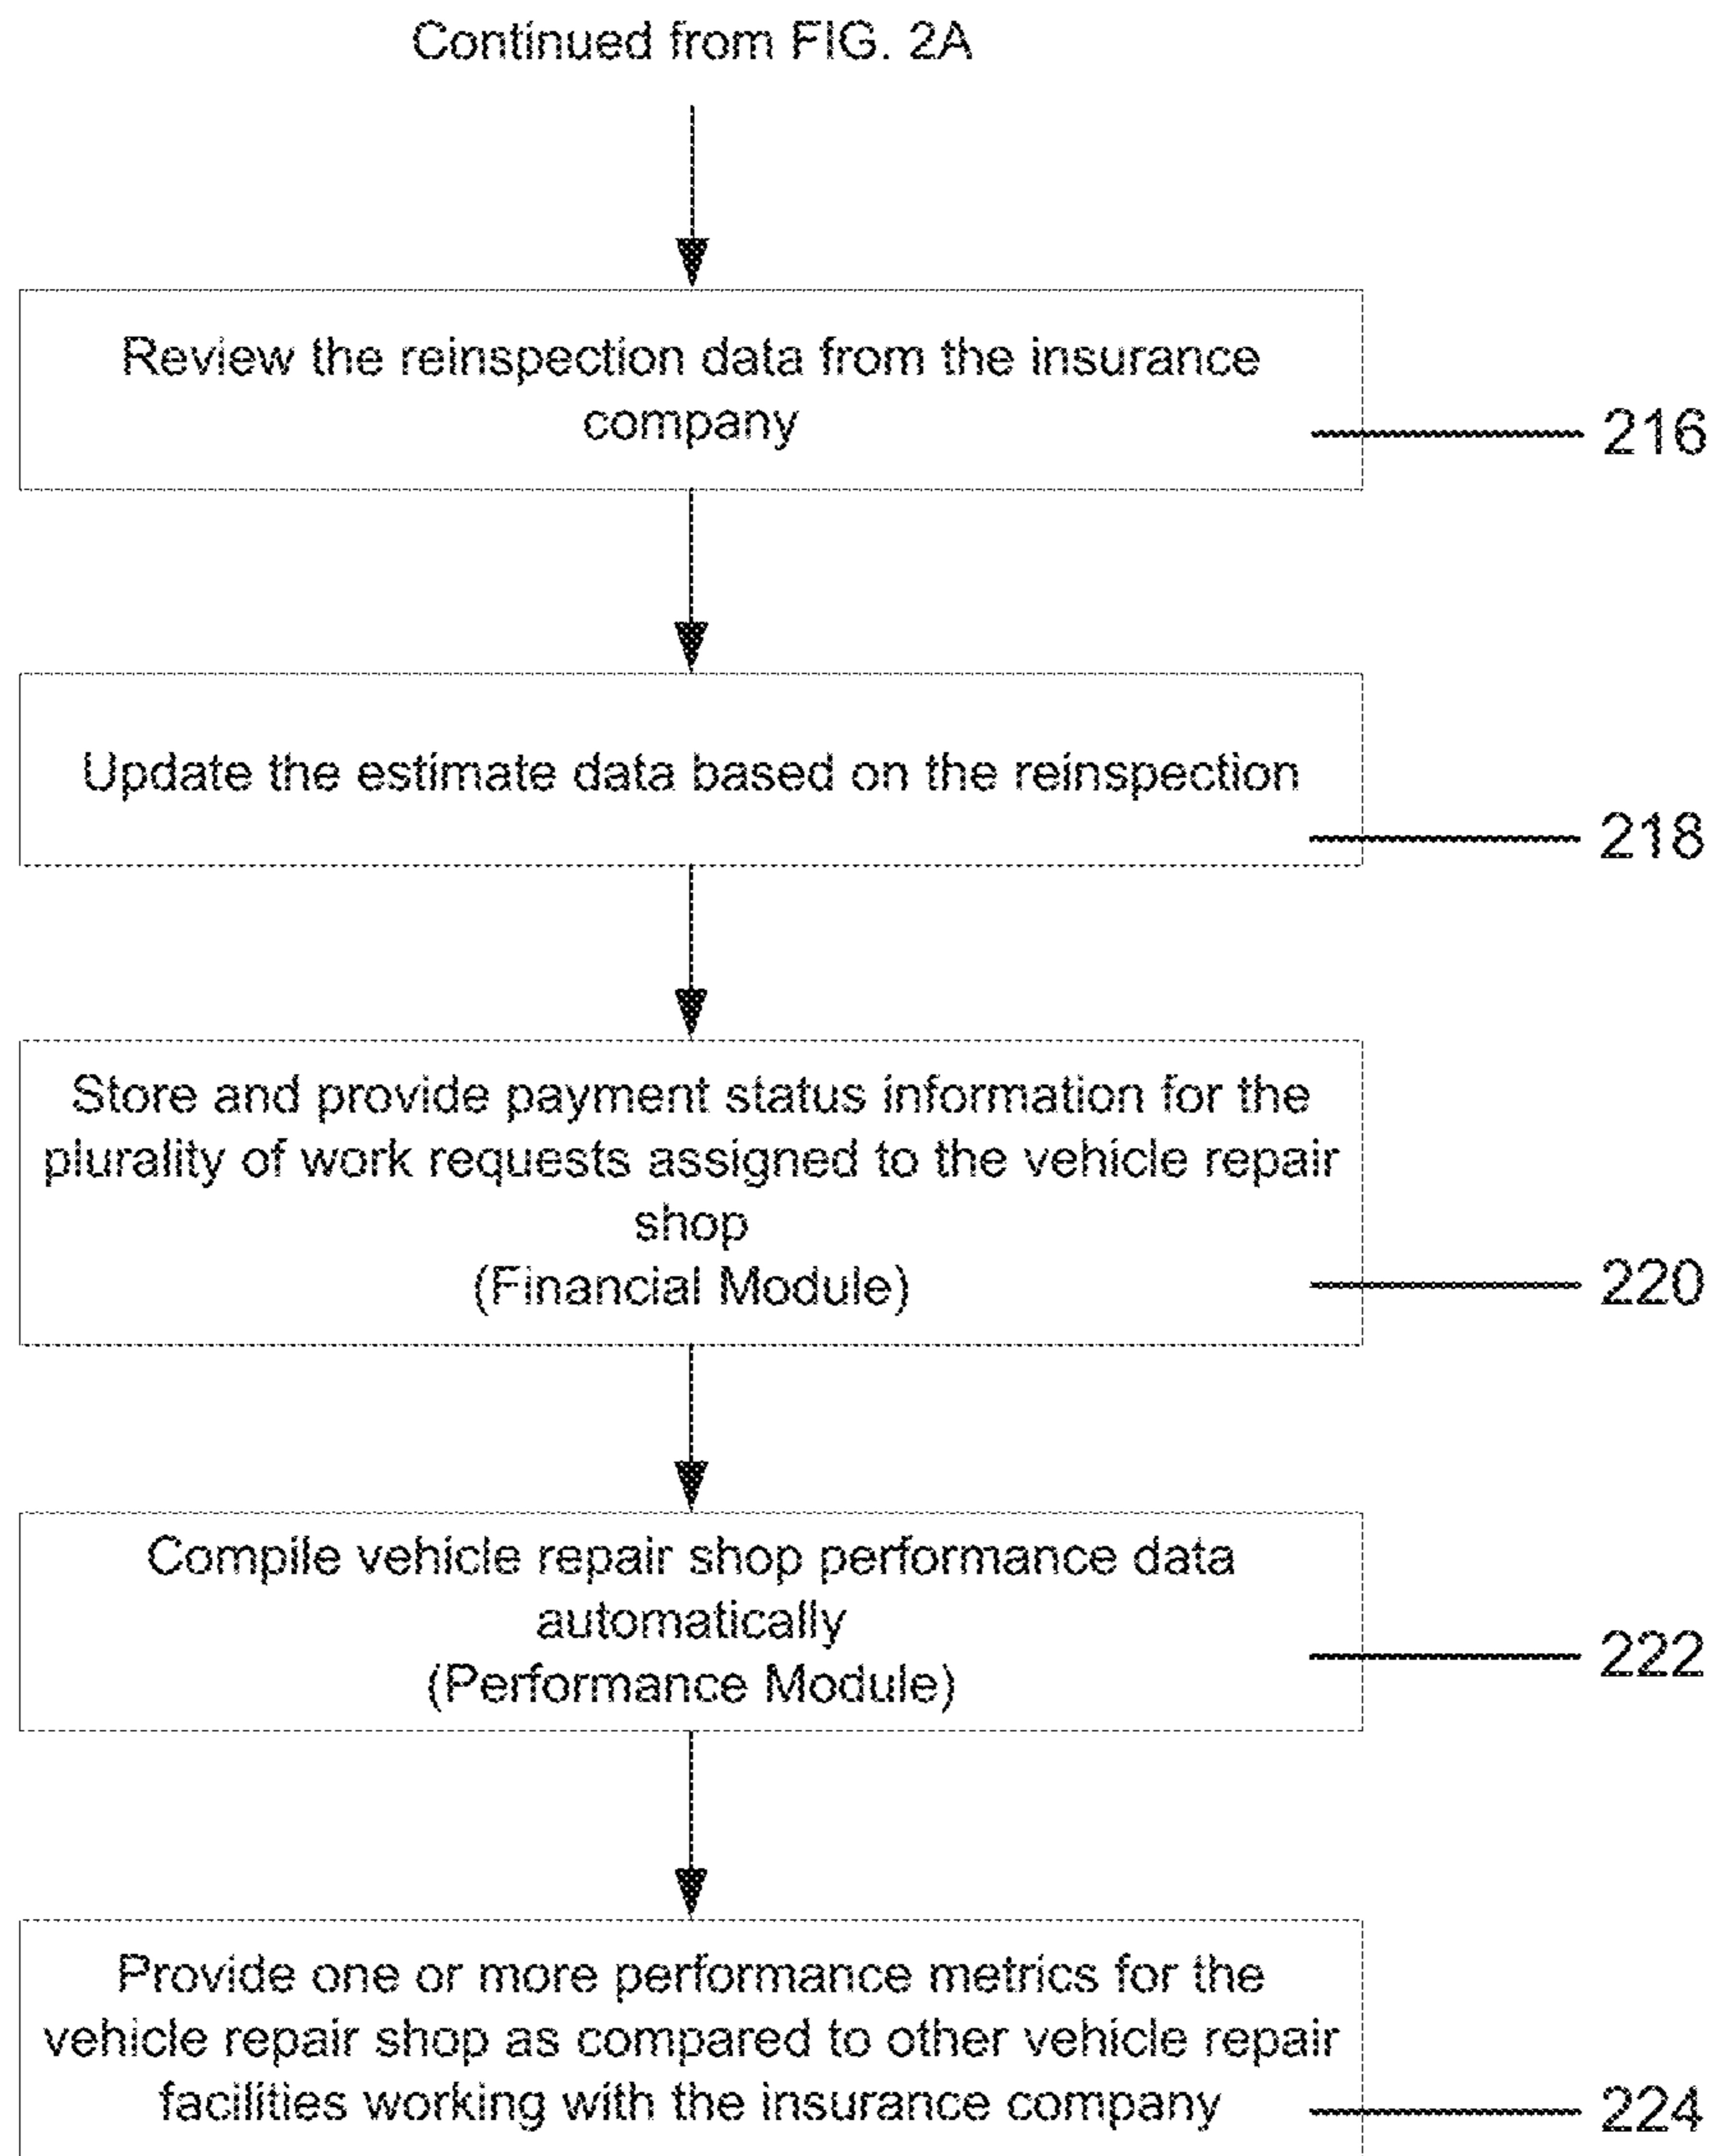 Continued from FIG. 2A
Review the reinspection data from the insurance
company
216
Update the estimate data based on the reinspection
218
Store and provide payment status information for the
plurality of work requests assigned to the vehicle repair
shop
(Financial Module)
220
Compile vehicle repair shop performance data
automatically
(Performance Module)
222
Provide one or more performance metrics for the
vehicle repair shop as compared to other vehicle repair
facilities working with the insurance company
224